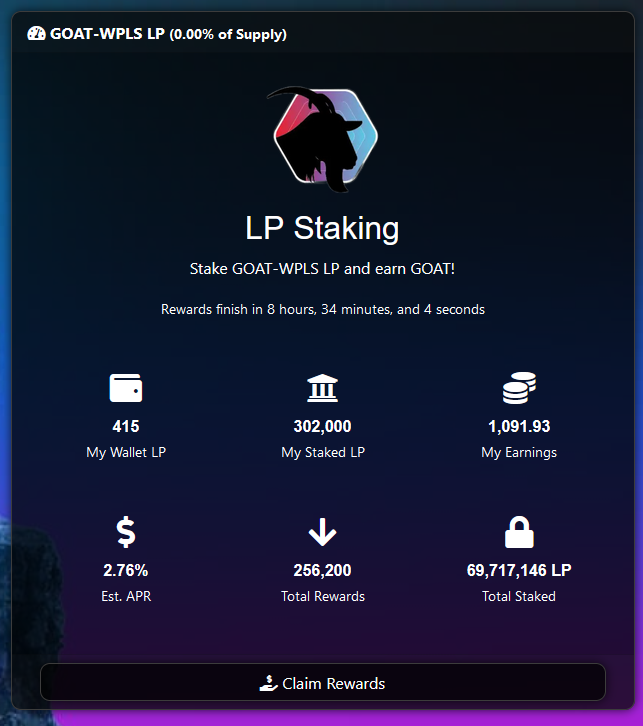 GOAT-WPLS LP (0.00% of Supply)
LP Staking
Stake GOAT-WPLS LP and earn GOAT!
Rewards finish in 8 hours, 34 minutes, and 4 seconds
415
My Wallet LP
302,000
My Staked LP
1,091.93
My Earnings
2.76%
Est. APR
256,200
Total Rewards
69,717,146 LP
Total Staked
Claim Rewards